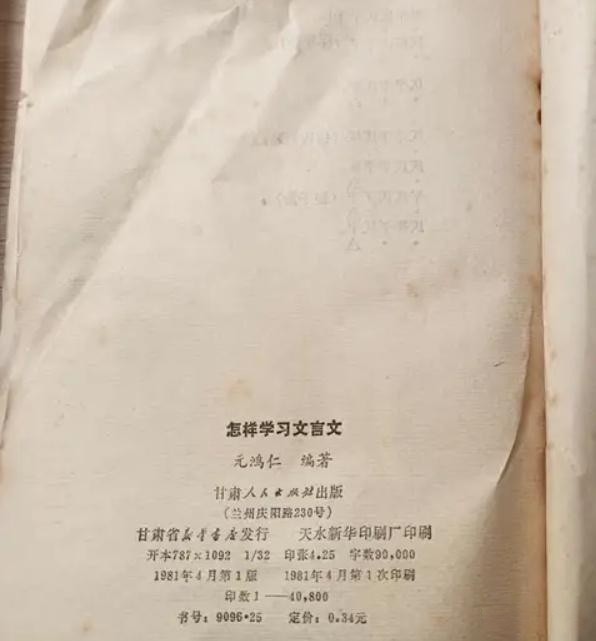 怎样学习文言文
元鸿仁 编著
甘肃人民出版社出版
(兰州庆阳路230号)
甘肃省新华书店发行 天水新华印刷厂印刷
开本787×1092 1/32 印张4.25 字数90,000
1981年4月第1版 1981年4月第1次印刷
印数1——40,800
书号：9096·25 定价：0.34元